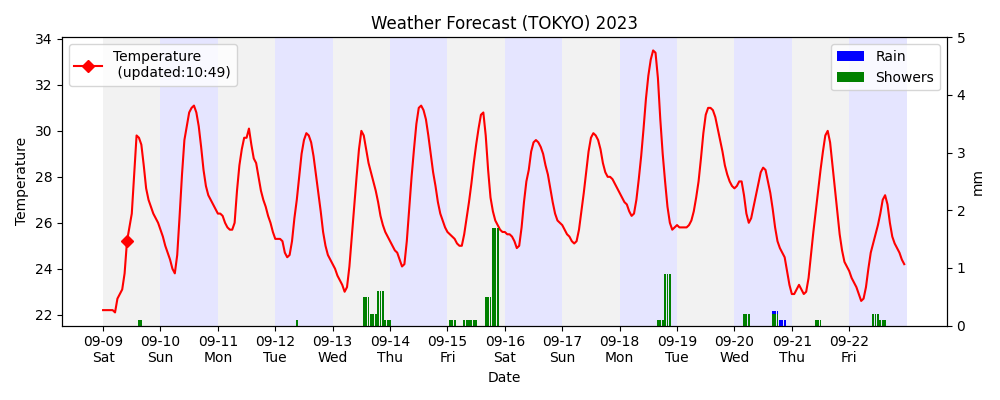 Weather Forecast (TOKYO) 2023
Temperature
(updated:10:49)
Rain
Showers
34
32
30
28
26
24
22
Temperature
5
4
3
2
1
0
mm
09-09 09-10 09-11 09-12 09-13 09-14 09-15 09-16 09-17 09-18 09-19 09-20 09-21 09-22
Sat Sun Mon Tue Wed Thu Fri Sat Sun Mon Tue Wed Thu Fri
Date